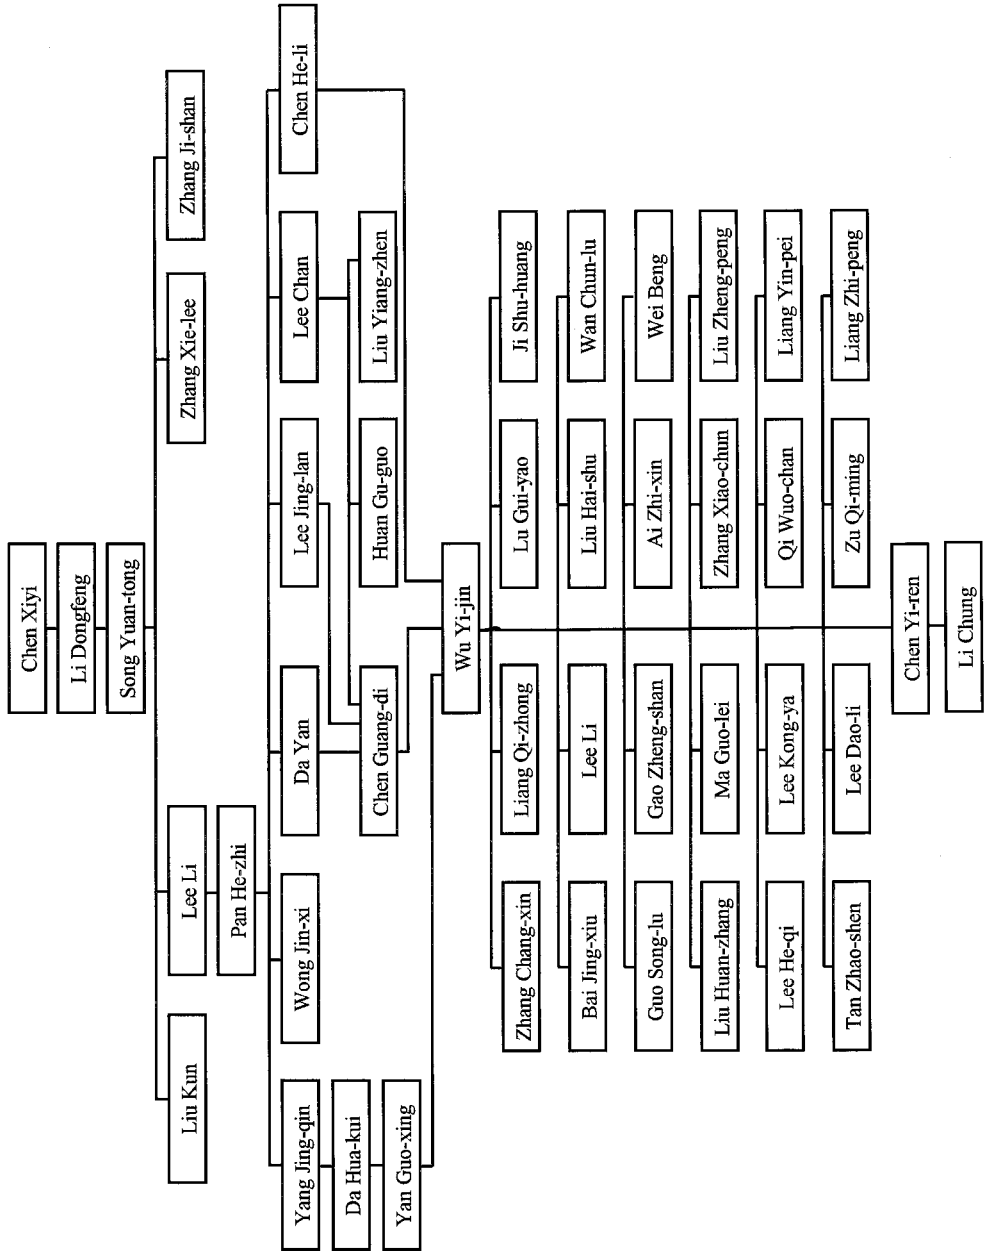 Chen Xiyi
Li Dongfeng
Song Yuan-tong
Liu Kun
Lee Li
Zhang Xie-lee
Zhang Ji-shan
Pan He-zhi
Yang Jing-qin
Wong Jin-xi
Da Yan
Lee Jing-lan
Lee Chan
Chen He-li
Da Hua-kui
Yan Guo-xing
Chen Guang-di
Huan Gu-guo
Liu Yiang-zhen
Wu Yi-jin
Zhang Chang-xin
Liang Qi-zhong
Lu Gui-yao
Ji Shu-huang
Bai Jing-xiu
Lee Li
Liu Hai-shu
Wan Chun-lu
Guo Song-lu
Gao Zheng-shan
Ai Zhi-xin
Wei Beng
Liu Huan-zhang
Ma Guo-lei
Zhang Xiao-chun
Liu Zheng-peng
Lee He-qi
Lee Kong-ya
Qi Wuo-chan
Liang Yin-pei
Tan Zhao-shen
Lee Dao-li
Zu Qi-ming
Liang Zhi-peng
Chen Yi-ren
Li Chung